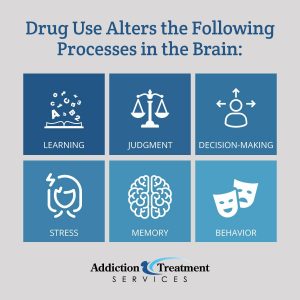 Drug Use Alters the Following
Processes in the Brain:
LEARNING
JUDGMENT
DECISION-MAKING
STRESS
MEMORY
BEHAVIOR
Addiction Treatment
SERVICES